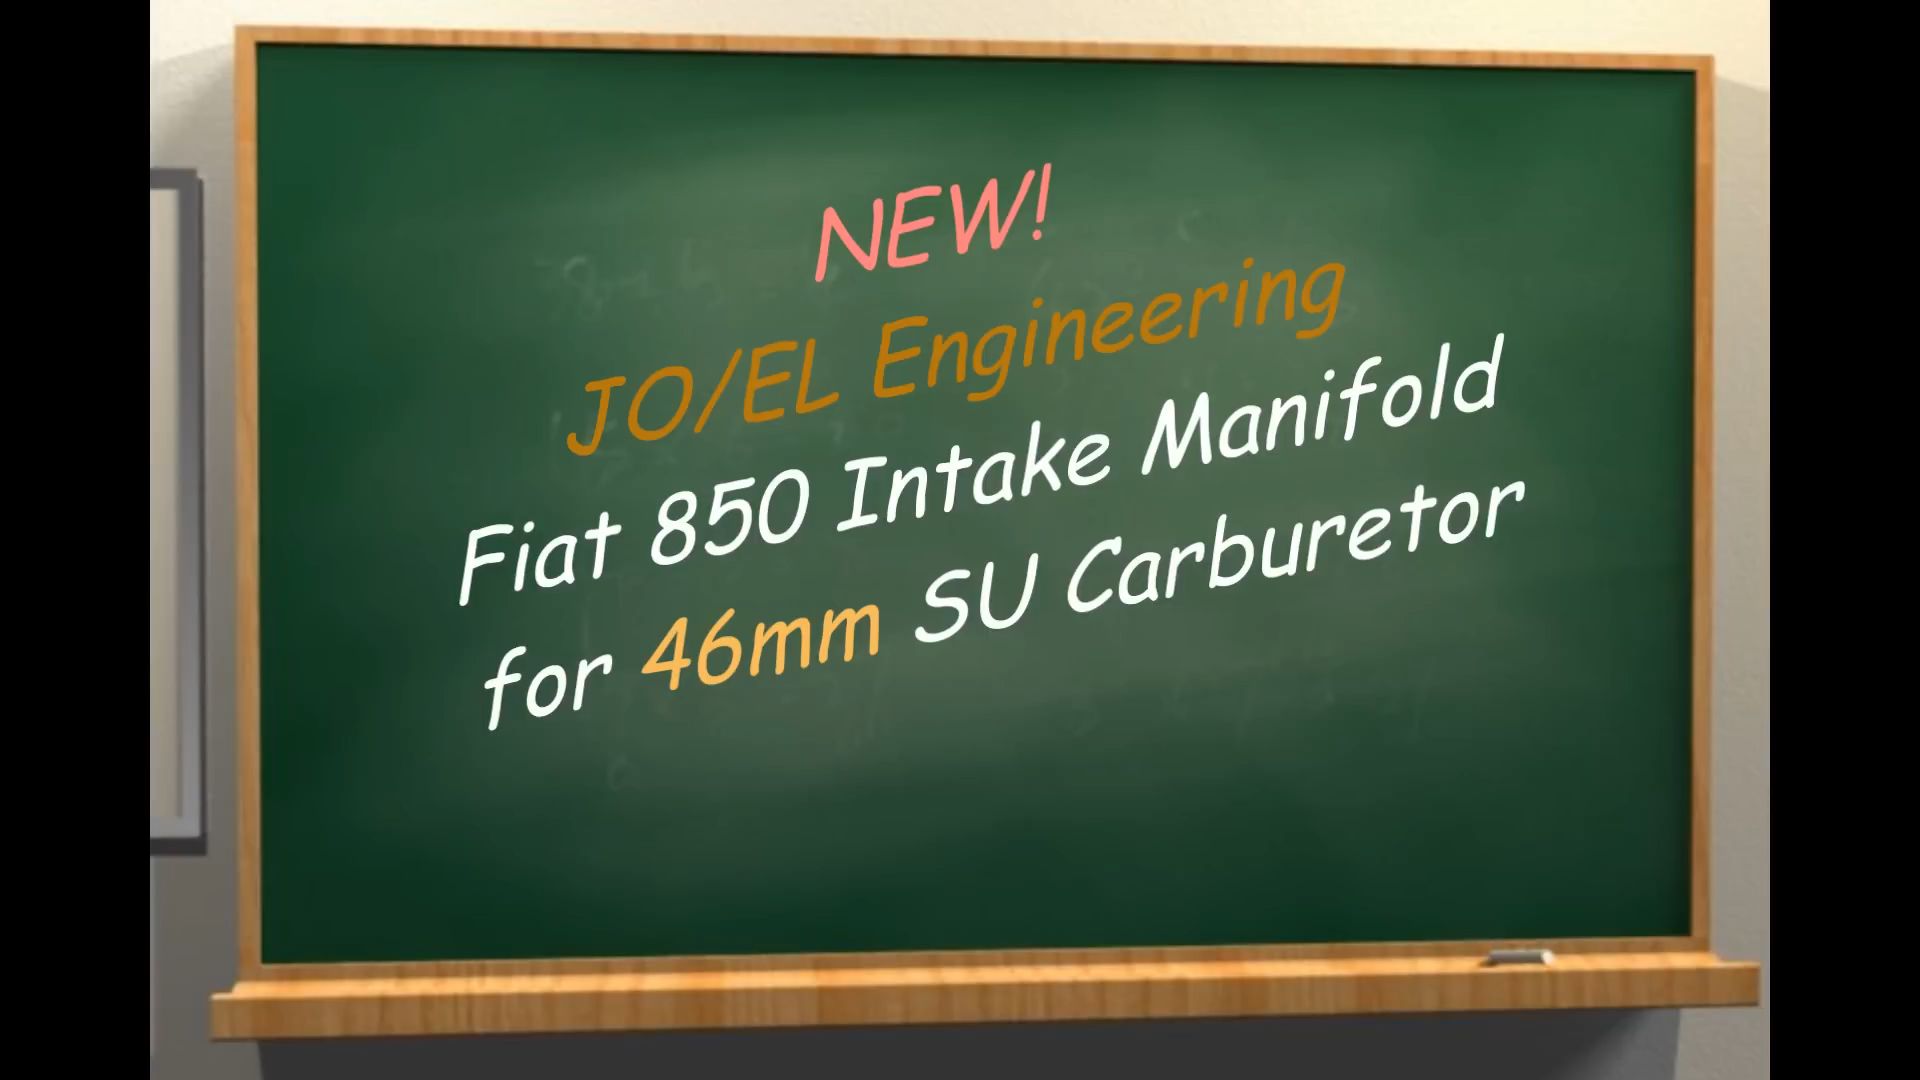 NEW!
JO/EL Engineering
Fiat 850 Intake Manifold
for 46mm SU Carburetor